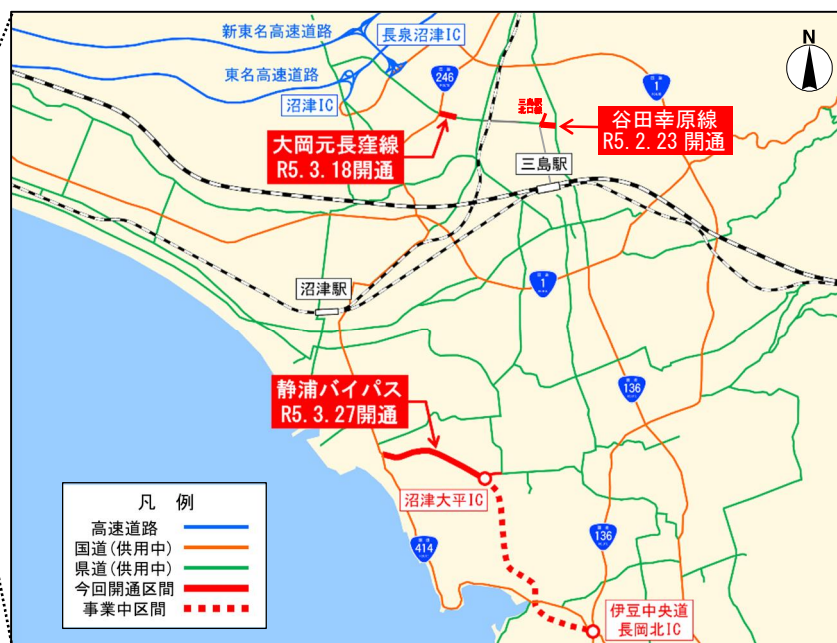 新東名高速道路
長泉沼津IC
東名高速道路
沼津IC
246
N
1
大岡元長窪線
R5.3.18開通
谷田幸原線
R5.2.23 開通
三島駅
沼津駅
1
静浦バイパス
R5.3.27開通
136
沼津大平IC
414
136
伊豆中央道
長岡北IC
凡 例
高速道路
国道(供用中)
県道(供用中)
今回開通区間
事業中区間